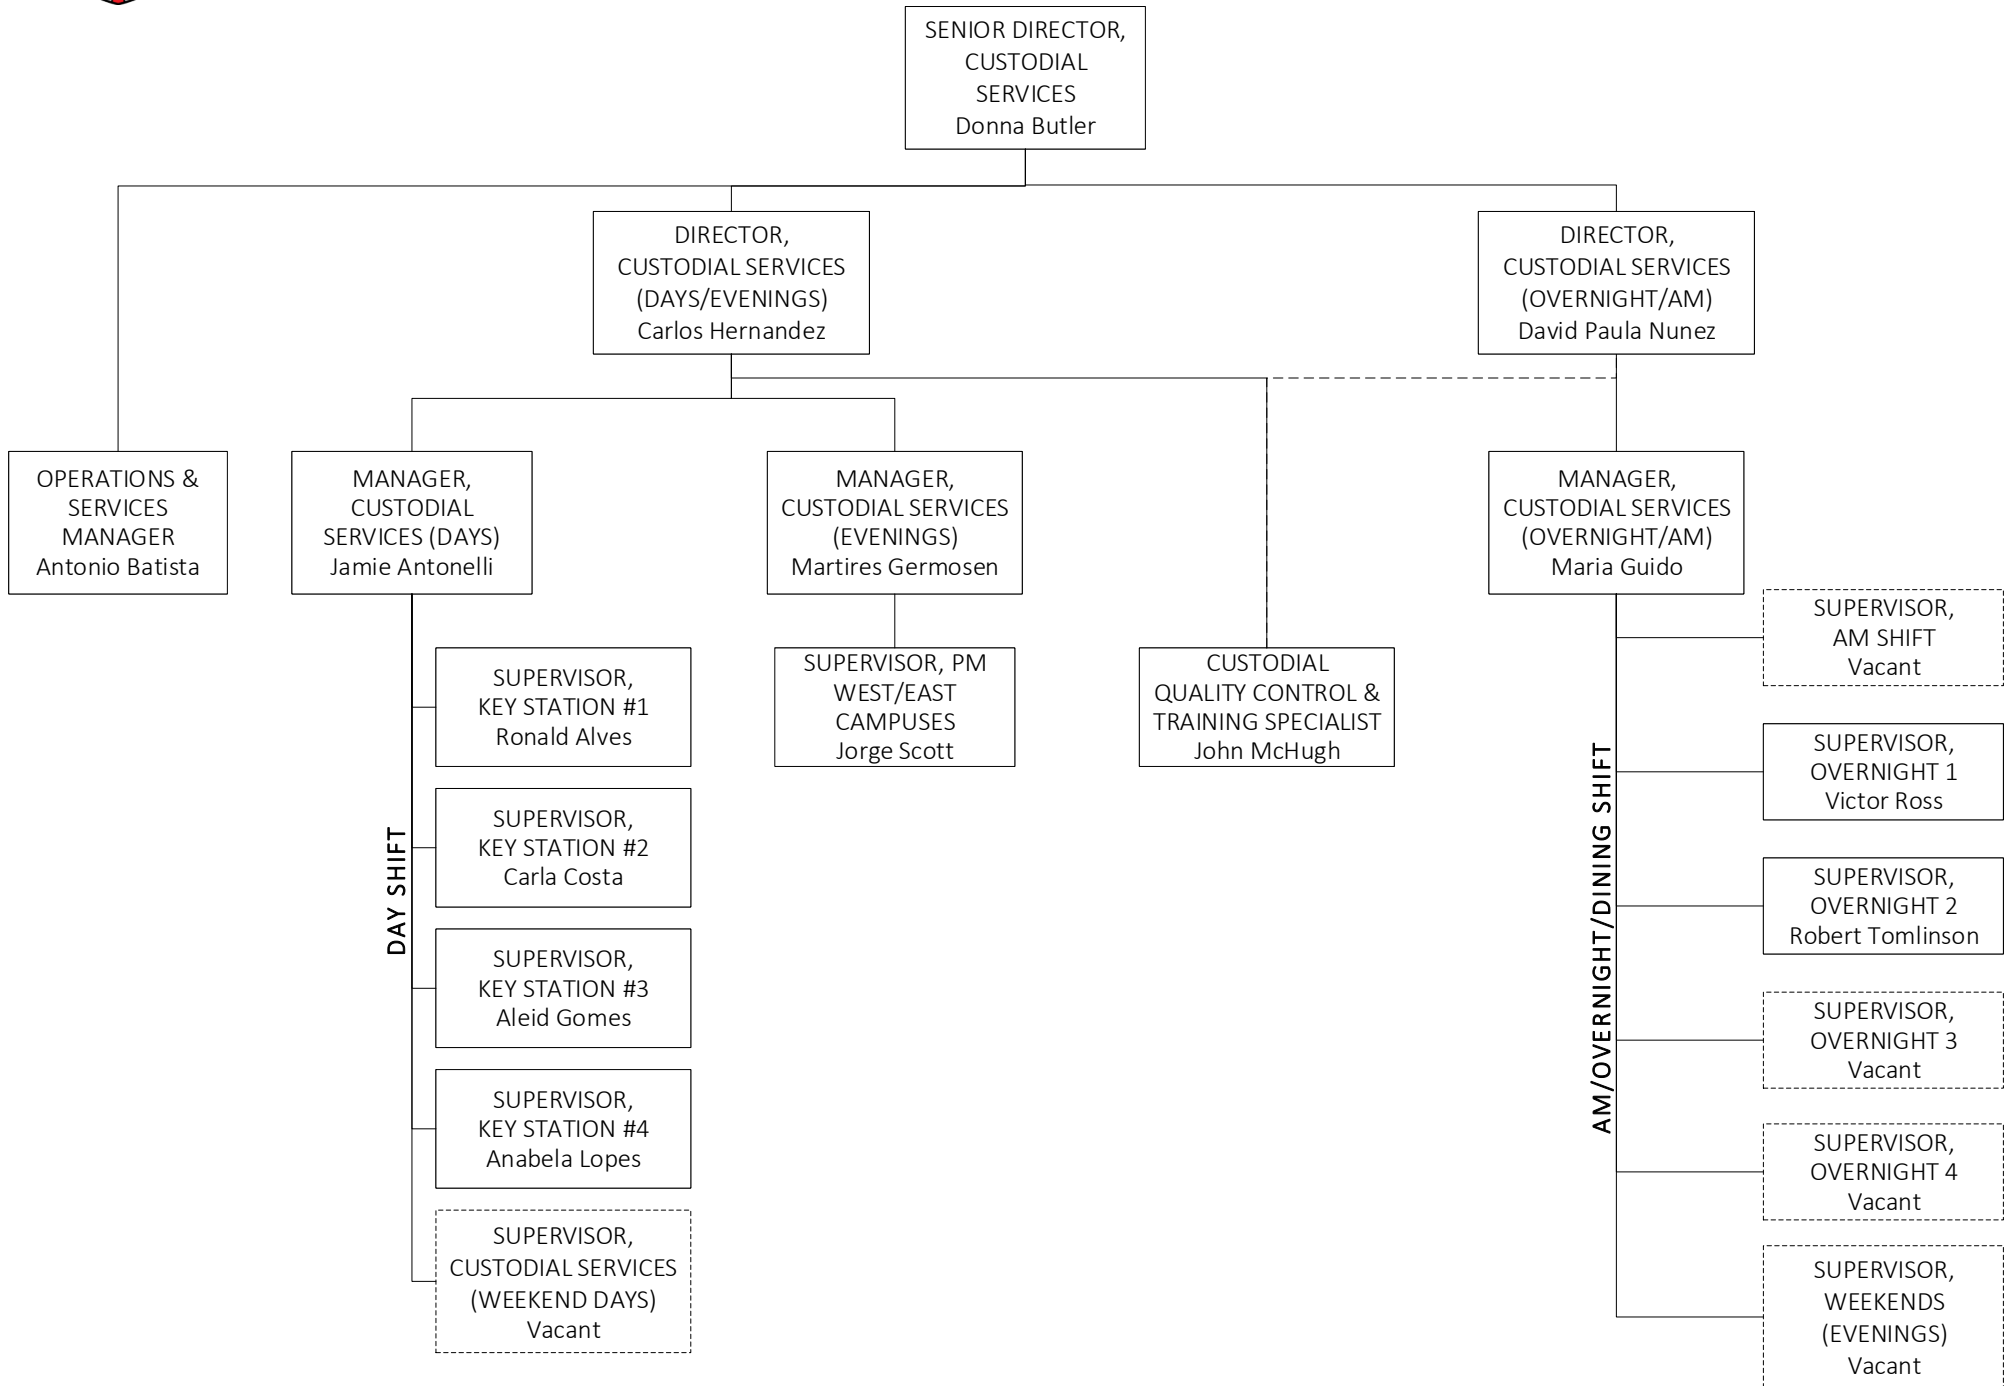 SENIOR DIRECTOR,
CUSTODIAL
SERVICES
Donna Butler
DIRECTOR,
CUSTODIAL SERVICES
(DAYS/EVENINGS)
Carlos Hernandez
DIRECTOR,
CUSTODIAL SERVICES
(OVERNIGHT/AM)
David Paula Nunez
OPERATIONS &
SERVICES
MANAGER
Antonio Batista
MANAGER,
CUSTODIAL
SERVICES (DAYS)
Jamie Antonelli
MANAGER,
CUSTODIAL SERVICES
(EVENINGS)
Martires Germosen
MANAGER,
CUSTODIAL SERVICES
(OVERNIGHT/AM)
Maria Guido
DAY SHIFT
SUPERVISOR,
KEY STATION #1
Ronald Alves
SUPERVISOR,
KEY STATION #2
Carla Costa
SUPERVISOR,
KEY STATION #3
Aleid Gomes
SUPERVISOR,
KEY STATION #4
Anabela Lopes
SUPERVISOR,
CUSTODIAL SERVICES
(WEEKEND DAYS)
Vacant
SUPERVISOR, PM
WEST/EAST
CAMPUSES
Jorge Scott
CUSTODIAL
QUALITY CONTROL &
TRAINING SPECIALIST
John McHugh
AM/OVERNIGHT/DINING SHIFT
SUPERVISOR,
AM SHIFT
Vacant
SUPERVISOR,
OVERNIGHT 1
Victor Ross
SUPERVISOR,
OVERNIGHT 2
Robert Tomlinson
SUPERVISOR,
OVERNIGHT 3
Vacant
SUPERVISOR,
OVERNIGHT 4
Vacant
SUPERVISOR,
WEEKENDS
(EVENINGS)
Vacant